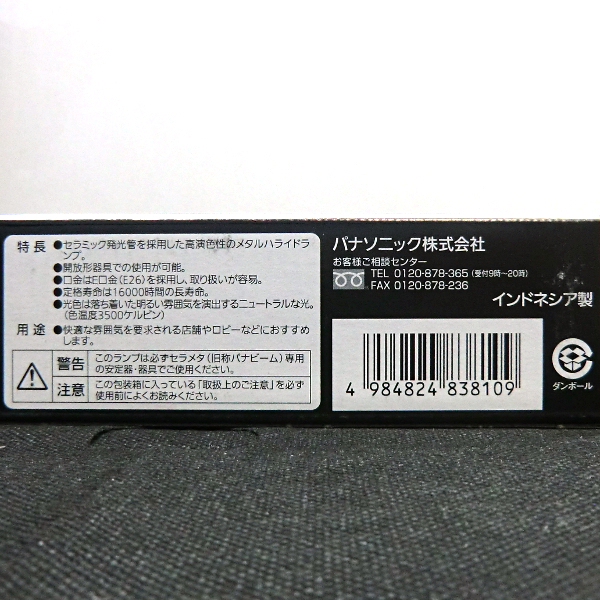 特長
●セラミック発光管を採用した高演色性のメタルハライドラ
ンプ。
●開放形器具での使用が可能。
●口金はE口金(E26)を採用し、取り扱いが容易。
●定格寿命は16000時間の長寿命。
●光色は落ち着いた明るい雰囲気を演出するニュートラルな光。
(色温度3500ケルビン)
用途
●快適な雰囲気を要求される店舗やロビーなどにおすすめ
します。
警告
このランプは必ずセラメタ(旧称パナビーム)専用
の安定器・器具でご使用ください。
注意
この包装箱に入っている「取扱上のご注意」を必ず
使用前によくお読みください。
パナソニック株式会社
お客様ご相談センター
TEL 0120-878-365 (受付9時~20時)
FAX 0120-878-236
インドネシア製
4 984824 838109
ダンボール